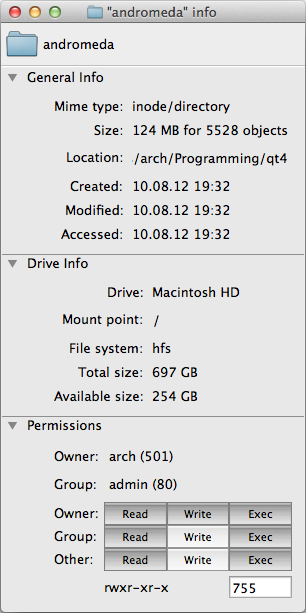 "andromeda" info
andromeda
General Info
Mime type: inode/directory
Size: 124 MB for 5528 objects
Location: /arch/Programming/qt4
Created: 10.08.12 19:32
Modified: 10.08.12 19:32
Accessed: 10.08.12 19:32
Drive Info
Drive: Macintosh HD
Mount point: /
File system: hfs
Total size: 697 GB
Available size: 254 GB
Permissions
Owner: arch (501)
Group: admin (80)
Owner: Read Write Exec
Group: Read Write Exec
Other: Read Write Exec
rwxr-xr-x 755